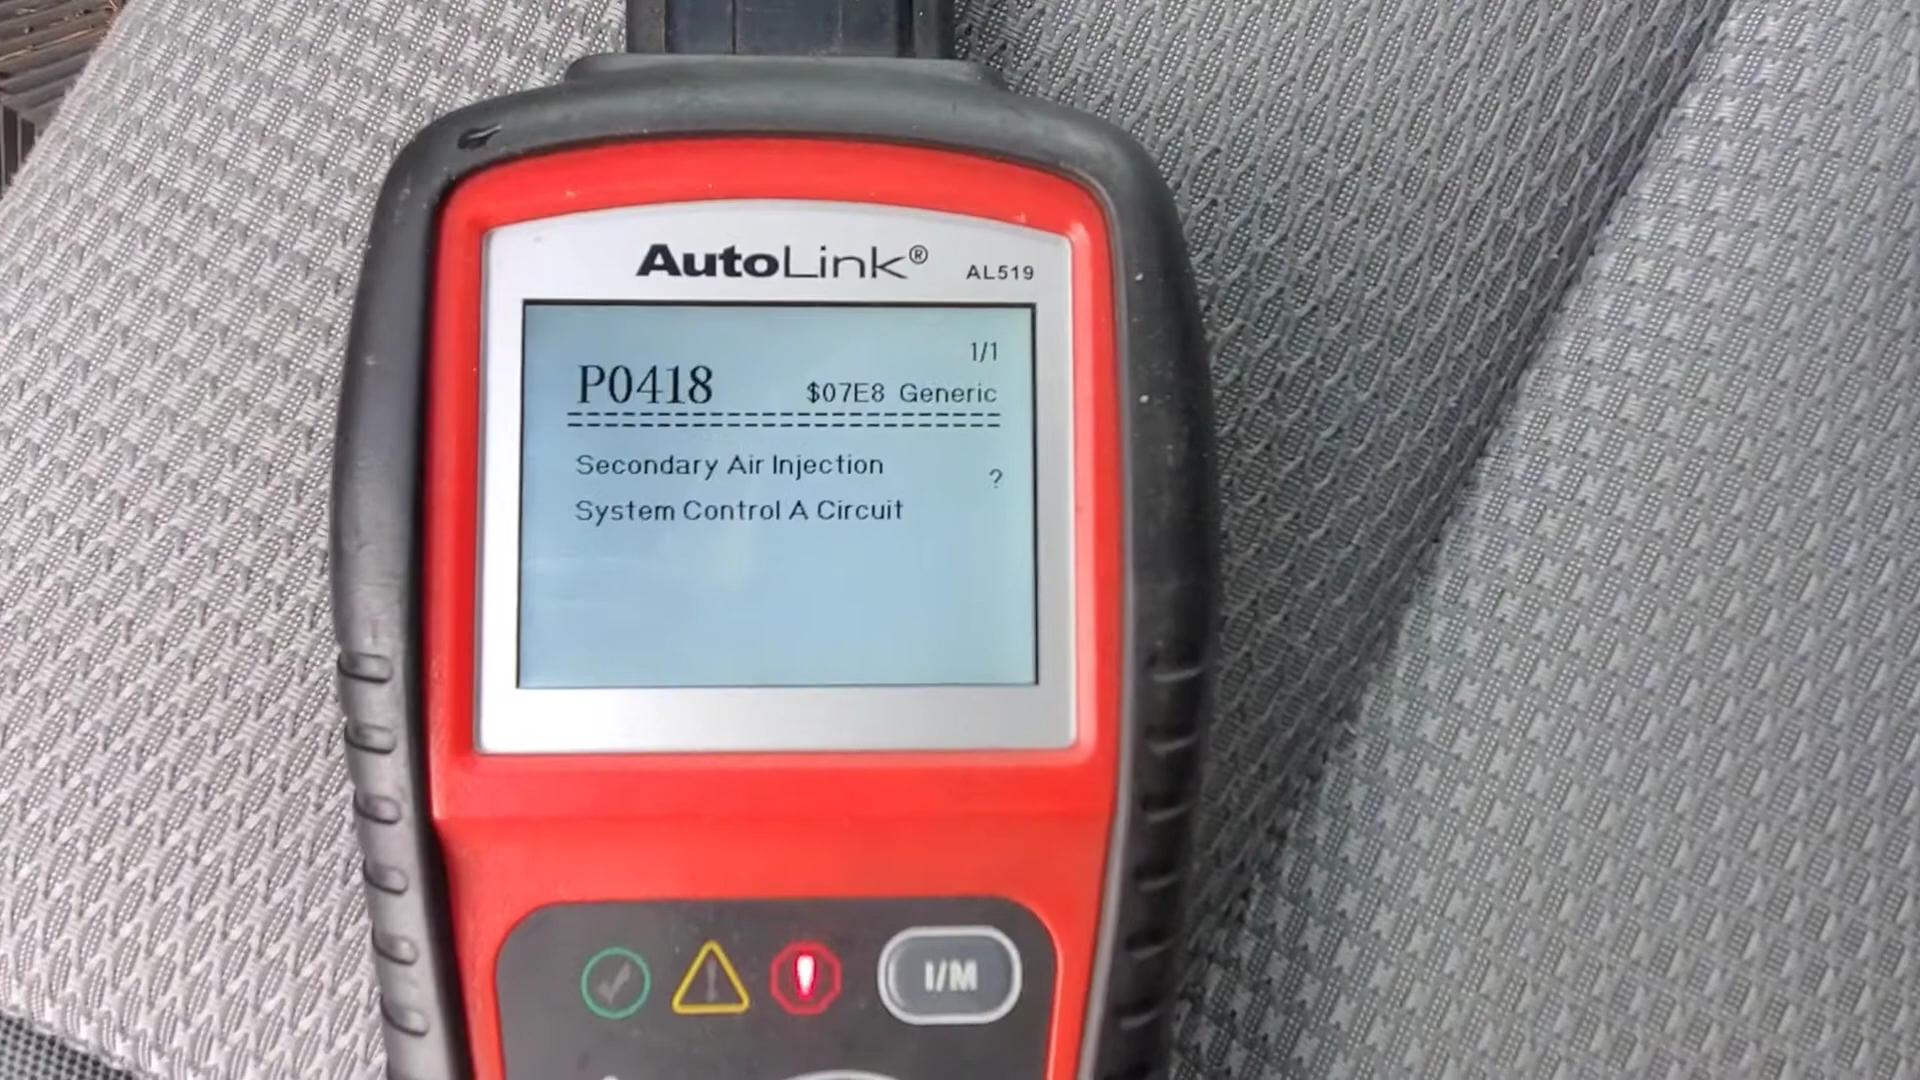 AutoLink®
AL519
1/1
P0418 $07E8 Generic
Secondary Air Injection
?
System Control A Circuit
I/M